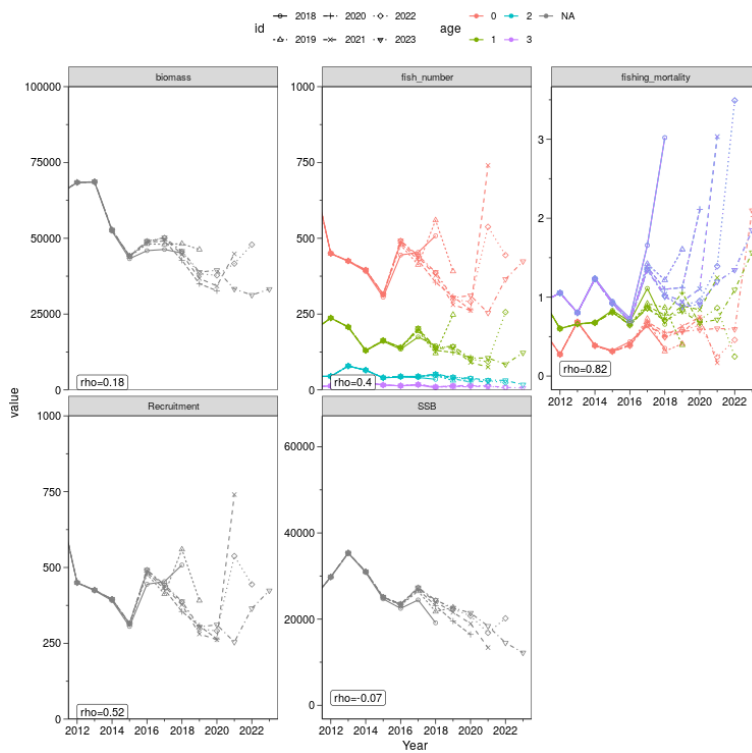 id 2018 2020 2022 age 0 2 NA
2019 2021 2023 1 3
biomass fish_number fishing_mortality
100000 1000
75000 750 3
50000 500 2
25000 250 1
0 0 0
rho=0.18 rho=0.4 rho=0.82
2012 2014 2016 2018 2020 2022
value
Recruitment SSB
1000
750 60000
500 40000
250 20000
0 0
rho=0.52 rho=-0.07
2012 2014 2016 2018 2020 2022 2012 2014 2016 2018 2020 2022
Year